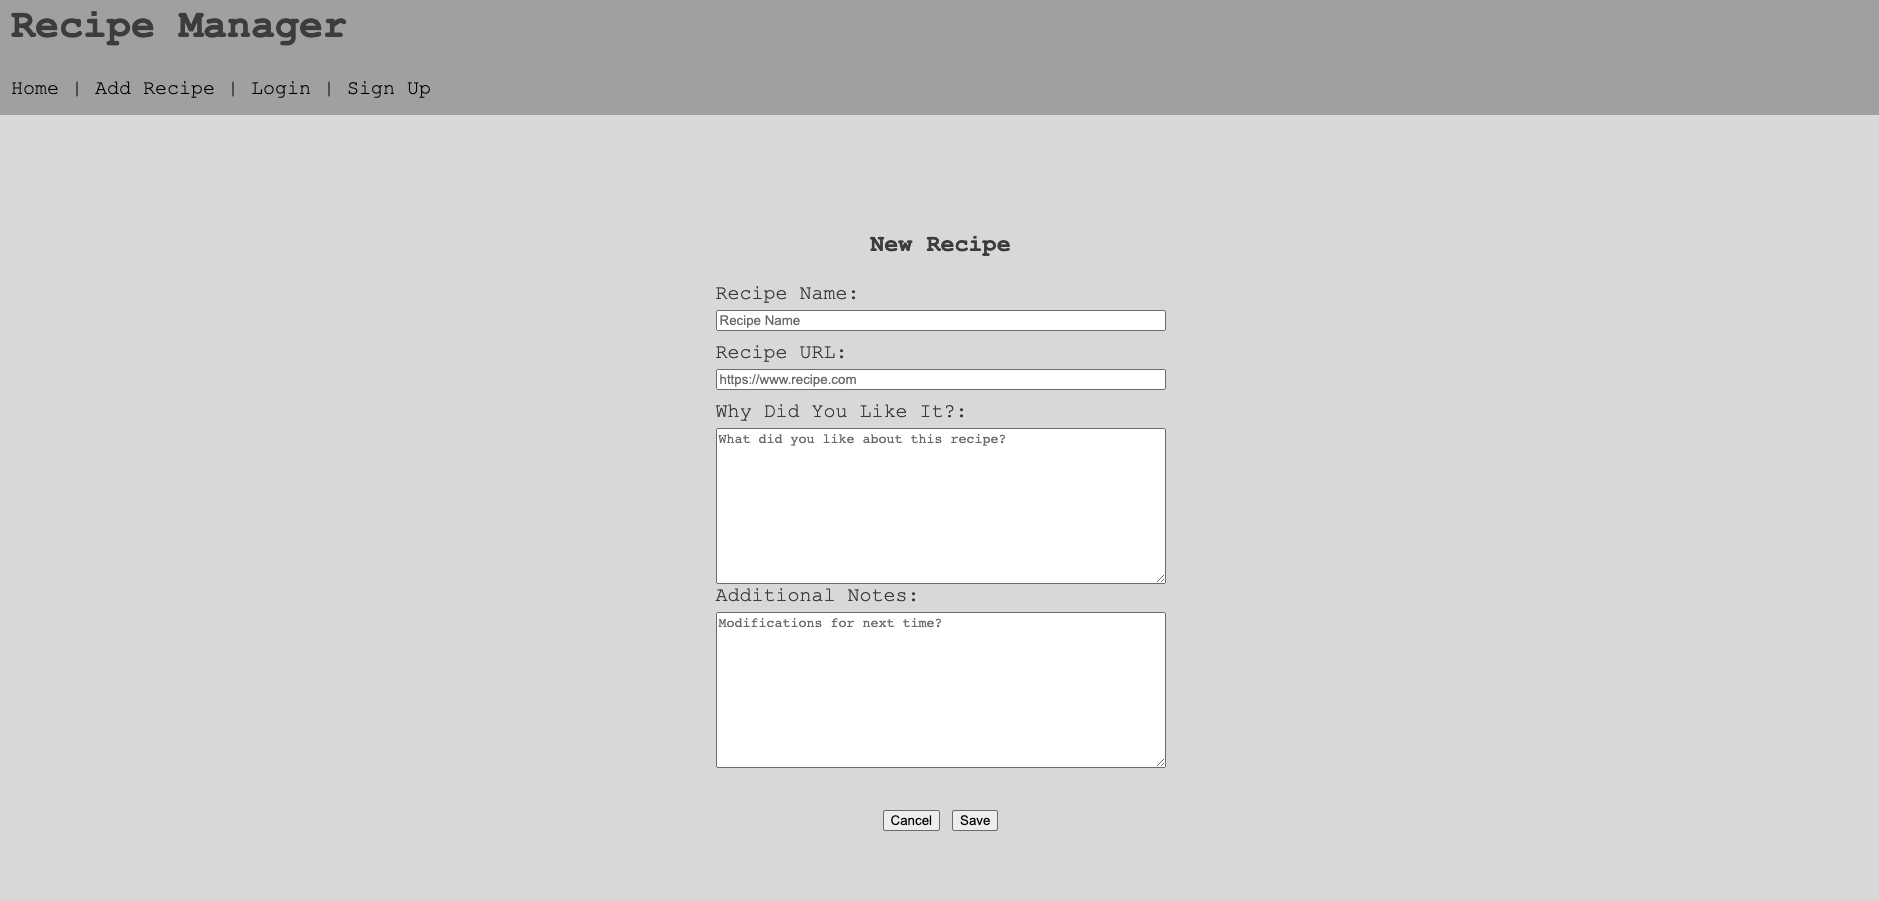 Recipe Manager
Home | Add Recipe | Login | Sign Up
New Recipe
Recipe Name:
Recipe Name
Recipe URL:
https://www.recipe.com
Why Did You Like It?:
What did you like about this recipe?
Additional Notes:
Modifications for next time?
Cancel Save